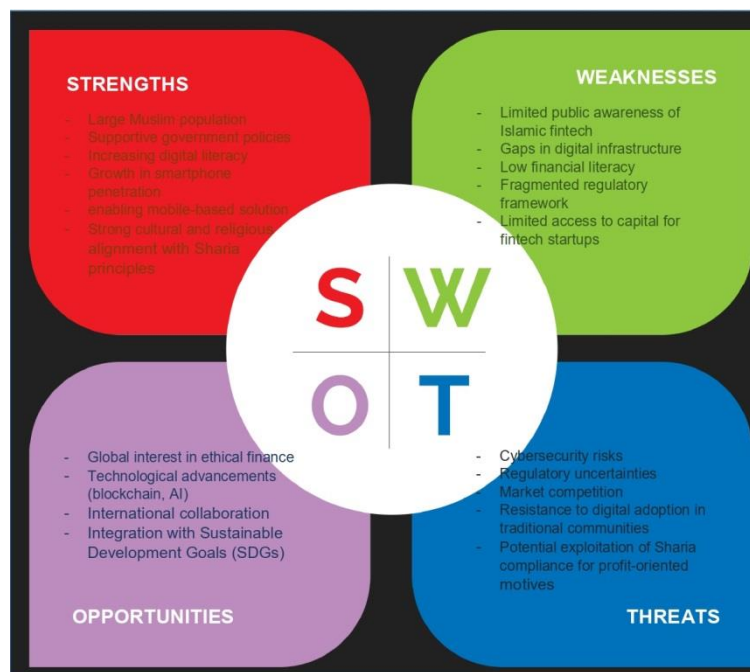 STRENGTHS
- Large Muslim population
- Supportive government policies
- Increasing digital literacy
- Growth in smartphone
penetration
- enabling mobile-based solution
- Strong cultural and religious
alignment with Sharia
principles
WEAKNESSES
- Limited public awareness of
Islamic fintech
- Gaps in digital infrastructure
- Low financial literacy
- Fragmented regulatory
framework
- Limited access to capital for
fintech startups
S W
O T
- Global interest in ethical finance
- Technological advancements
(blockchain, AI)
- International collaboration
- Integration with Sustainable
Development Goals (SDGs)
OPPORTUNITIES
- Cybersecurity risks
- Regulatory uncertainties
- Market competition
- Resistance to digital adoption in
traditional communities
- Potential exploitation of Sharia
compliance for profit-oriented
motives
THREATS